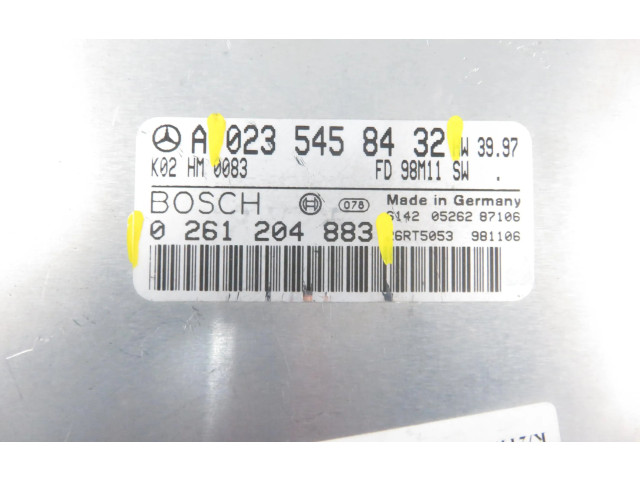 A 023 545 84 32 HW 39.97
K02 HM 0083 FD 98M11 SW .
BOSCH 078 Made in Germany
6142 05262 87106
0 261 204 883 26RT5053 981106